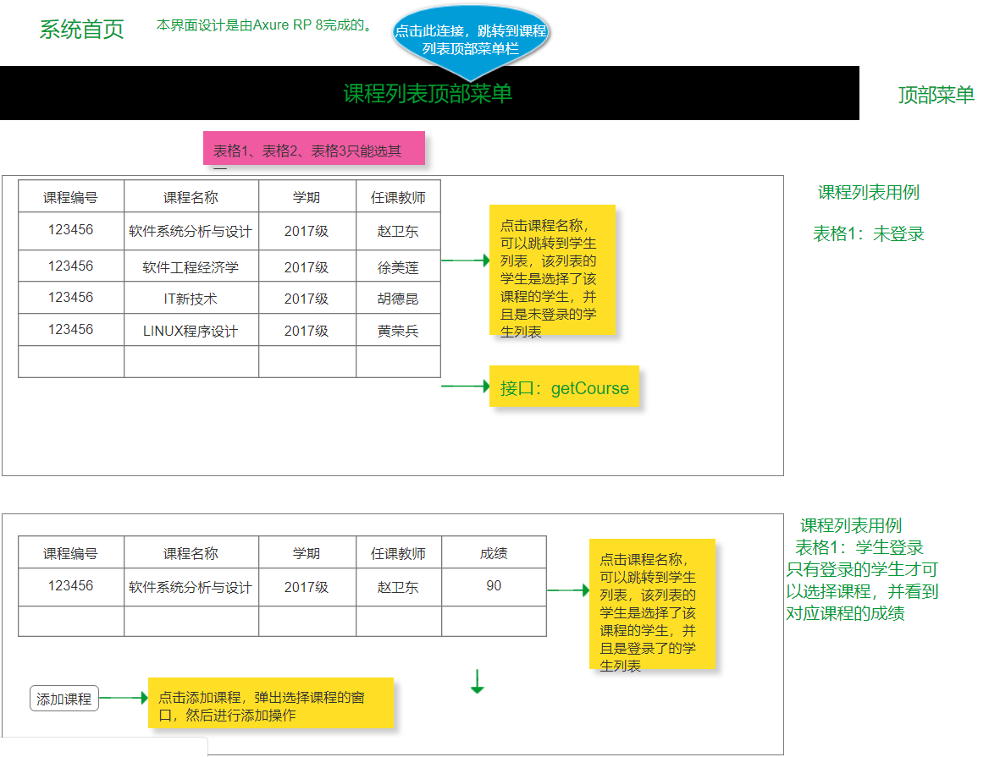 系统首页
本界面设计是由Axure RP 8完成的。
点击此连接，跳转到课程
列表顶部菜单栏
课程列表顶部菜单
顶部菜单
表格1、表格2、表格3只能选其
一
课程编号 课程名称 学期 任课教师
123456 软件系统分析与设计 2017级 赵卫东
123456 软件工程经济学 2017级 徐美莲
123456 IT新技术 2017级 胡德昆
123456 LINUX程序设计 2017级 黄荣兵
点击课程名称，
可以跳转到学生
列表，该列表的
学生是选择了该
课程的学生，并
且是未登录的学
生列表
接口：getCourse
课程列表用例
表格1：未登录
课程编号 课程名称 学期 任课教师 成绩
123456 软件系统分析与设计 2017级 赵卫东 90
点击课程名称，
可以跳转到学生
列表，该列表的
学生是选择了该
课程的学生，并
且是登录了的学
生列表
课程列表用例
表格1：学生登录
只有登录的学生才可
以选择课程，并看到
对应课程的成绩
添加课程
点击添加课程，弹出选择课程的窗
口，然后进行添加操作